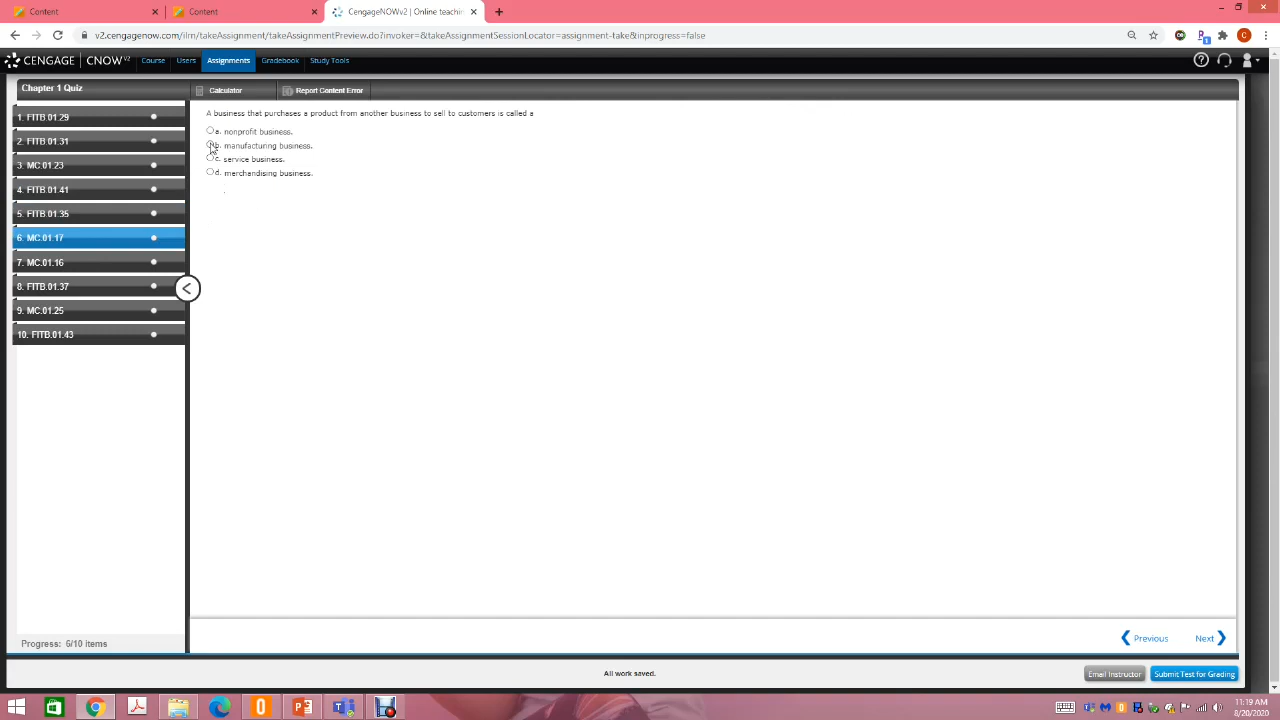 Content
Content
CengageNOWv2 | Online teachin
v2.cengagenow.com/ilrn/takeAssignment/takeAssignmentPreview.do?invoker=&takeAssignmentSessionLocator=assignment-take&inprogress=false
CENGAGE CNOWV2 Course Users Assignments Gradebook Study Tools
Chapter 1 Quiz
Calculator
Report Content Error
1. FITB.01.29
2. FITB.01.31
3. MC.01.23
4. FITB.01.41
5. FITB.01.35
6. MC.01.17
7. MC.01.16
8. FITB.01.37
9. MC.01.25
10. FITB.01.43
A business that purchases a product from another business to sell to customers is called a
a. nonprofit business.
b. manufacturing business.
c. service business.
d. merchandising business.
Progress: 6/10 items
Previous
Next
All work saved.
Email Instructor
Submit Test for Grading
11:19 AM
8/20/2020